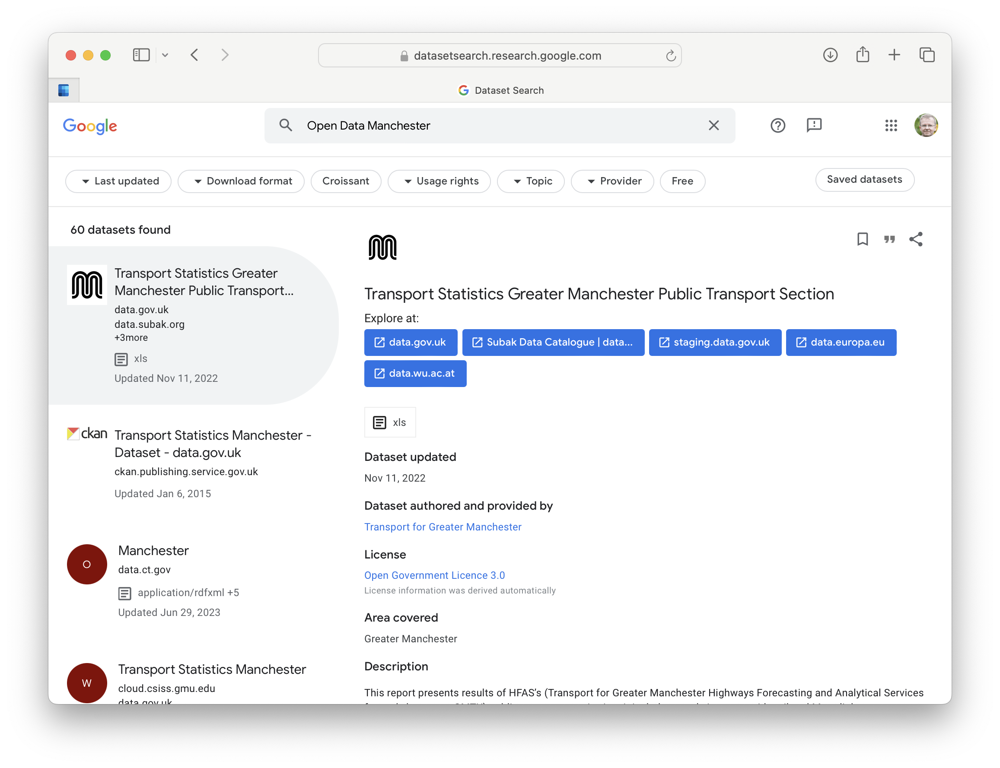 datasetsearch.research.google.com
Dataset Search
Google
Open Data Manchester
Last updated
Download format
Croissant
Usage rights
Topic
Provider
Free
Saved datasets
60 datasets found
Transport Statistics Greater
Manchester Public Transport...
data.gov.uk
data.subak.org
+3more
xls
Updated Nov 11, 2022
ckan
Transport Statistics Manchester -
Dataset - data.gov.uk
ckan.publishing.service.gov.uk
Updated Jan 6, 2015
O
Manchester
data.ct.gov
application/rdfxml +5
Updated Jun 29, 2023
W
Transport Statistics Manchester
cloud.csiss.gmu.edu
data.gov.uk
Transport Statistics Greater Manchester Public Transport Section
Explore at:
data.gov.uk
Subak Data Catalogue | data...
staging.data.gov.uk
data.europa.eu
data.wu.ac.at
xls
Dataset updated
Nov 11, 2022
Dataset authored and provided by
Transport for Greater Manchester
License
Open Government Licence 3.0
License information was derived automatically
Area covered
Greater Manchester
Description
This report presents results of HFAS’s (Transport for Greater Manchester Highways Forecasting and Analytical Services